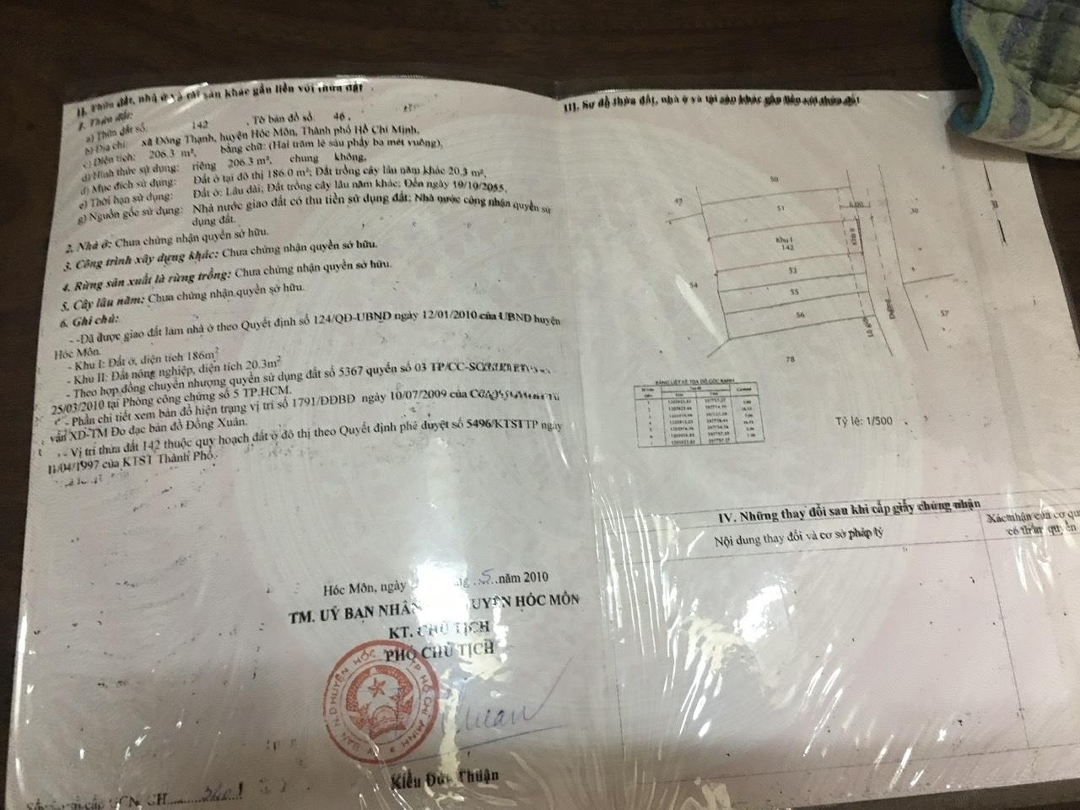 II. Thửa đất, nhà ở và tài sản khác gắn liền với thửa đất
1. Thửa đất:
a) Thửa đất số: 142 , Tờ bản đồ số: 46 ,
b) Địa chỉ: xã Đông Thạnh, huyện Hóc Môn, Thành phố Hồ Chí Minh,
c) Diện tích: 206.3 m², bằng chữ: (Hai trăm lẻ sáu phẩy ba mét vuông),
d) Hình thức sử dụng: riêng 206.3 m², chung không,
đ) Mục đích sử dụng: Đất ở tại đô thị 186.0 m²; Đất trồng cây lâu năm khác 20.3 m²,
e) Thời hạn sử dụng: Đất ở: Lâu dài; Đất trồng cây lâu năm khác; Đến ngày 19/10/2055,
g) Nguồn gốc sử dụng: Nhà nước giao đất có thu tiền sử dụng đất; Nhà nước công nhận quyền sử
dụng đất.
2. Nhà ở: Chưa chứng nhận quyền sở hữu.
3. Công trình xây dựng khác: Chưa chứng nhận quyền sở hữu.
4. Rừng sản xuất là rừng trồng: Chưa chứng nhận quyền sở hữu.
5. Cây lâu năm: Chưa chứng nhận quyền sở hữu.
6. Ghi chú:
- -Đã được giao đất làm nhà ở theo Quyết định số 124/QĐ-UBND ngày 12/01/2010 của UBND huyện
Hóc Môn.
- Khu I: Đất ở, diện tích 186m²
- Khu II: Đất nông nghiệp, diện tích 20.3m²
- Theo hợp đồng chuyển nhượng quyền sử dụng đất số 5367 quyển số 03 TP/CC-
25/03/2010 tại Phòng công chứng số 5 TP.HCM.
- Phần chi tiết xem bản đồ hiện trạng vị trí số 1791/ĐĐBĐ ngày 10/07/2009 của
vấn XD-TM Đo đạc bản đồ Đồng Xuân.
- Vị trí thửa đất 142 thuộc quy hoạch đất ở đô thị theo Quyết định phê duyệt số 5496/KTSTTP ngày
11/04/1997 của KTST Thành Phố.
Hóc Môn, ngày 5 năm 2010
TM. UỶ BAN NHÂN HUYỆN HÓC MÔN
KT. CHỦ TỊCH
PHÓ CHỦ TỊCH
Kiều Đức Thuận
III. Sơ đồ thửa đất, nhà ở và tài sản khác gắn liền với thửa đất
50
47
51
30
Khu I
142
53
54
55
56
57
78
Đường
Tỷ lệ: 1/500
IV. Những thay đổi sau khi cấp giấy chứng nhận
Nội dung thay đổi và cơ sở pháp lý
Xác nhận của cơ qu
có thẩm quyền